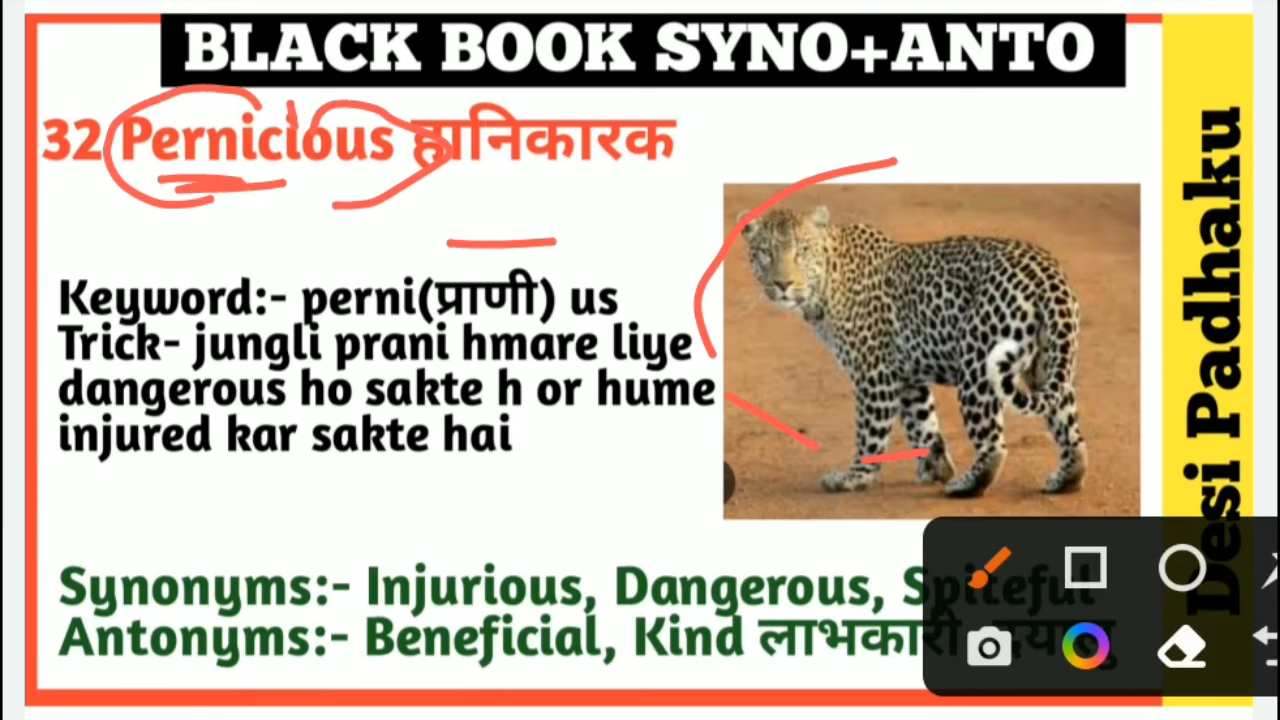 BLACK BOOK SYNO+ANTO
32 Pernicious हानिकारक
Keyword:- perni(प्राणी) us
Trick- jungli prani hmare liye
dangerous ho sakte h or hume
injured kar sakte hai
Synonyms:- Injurious, Dangerous, Spiteful
Antonyms:- Beneficial, Kind लाभकारी
Desi Padhaku